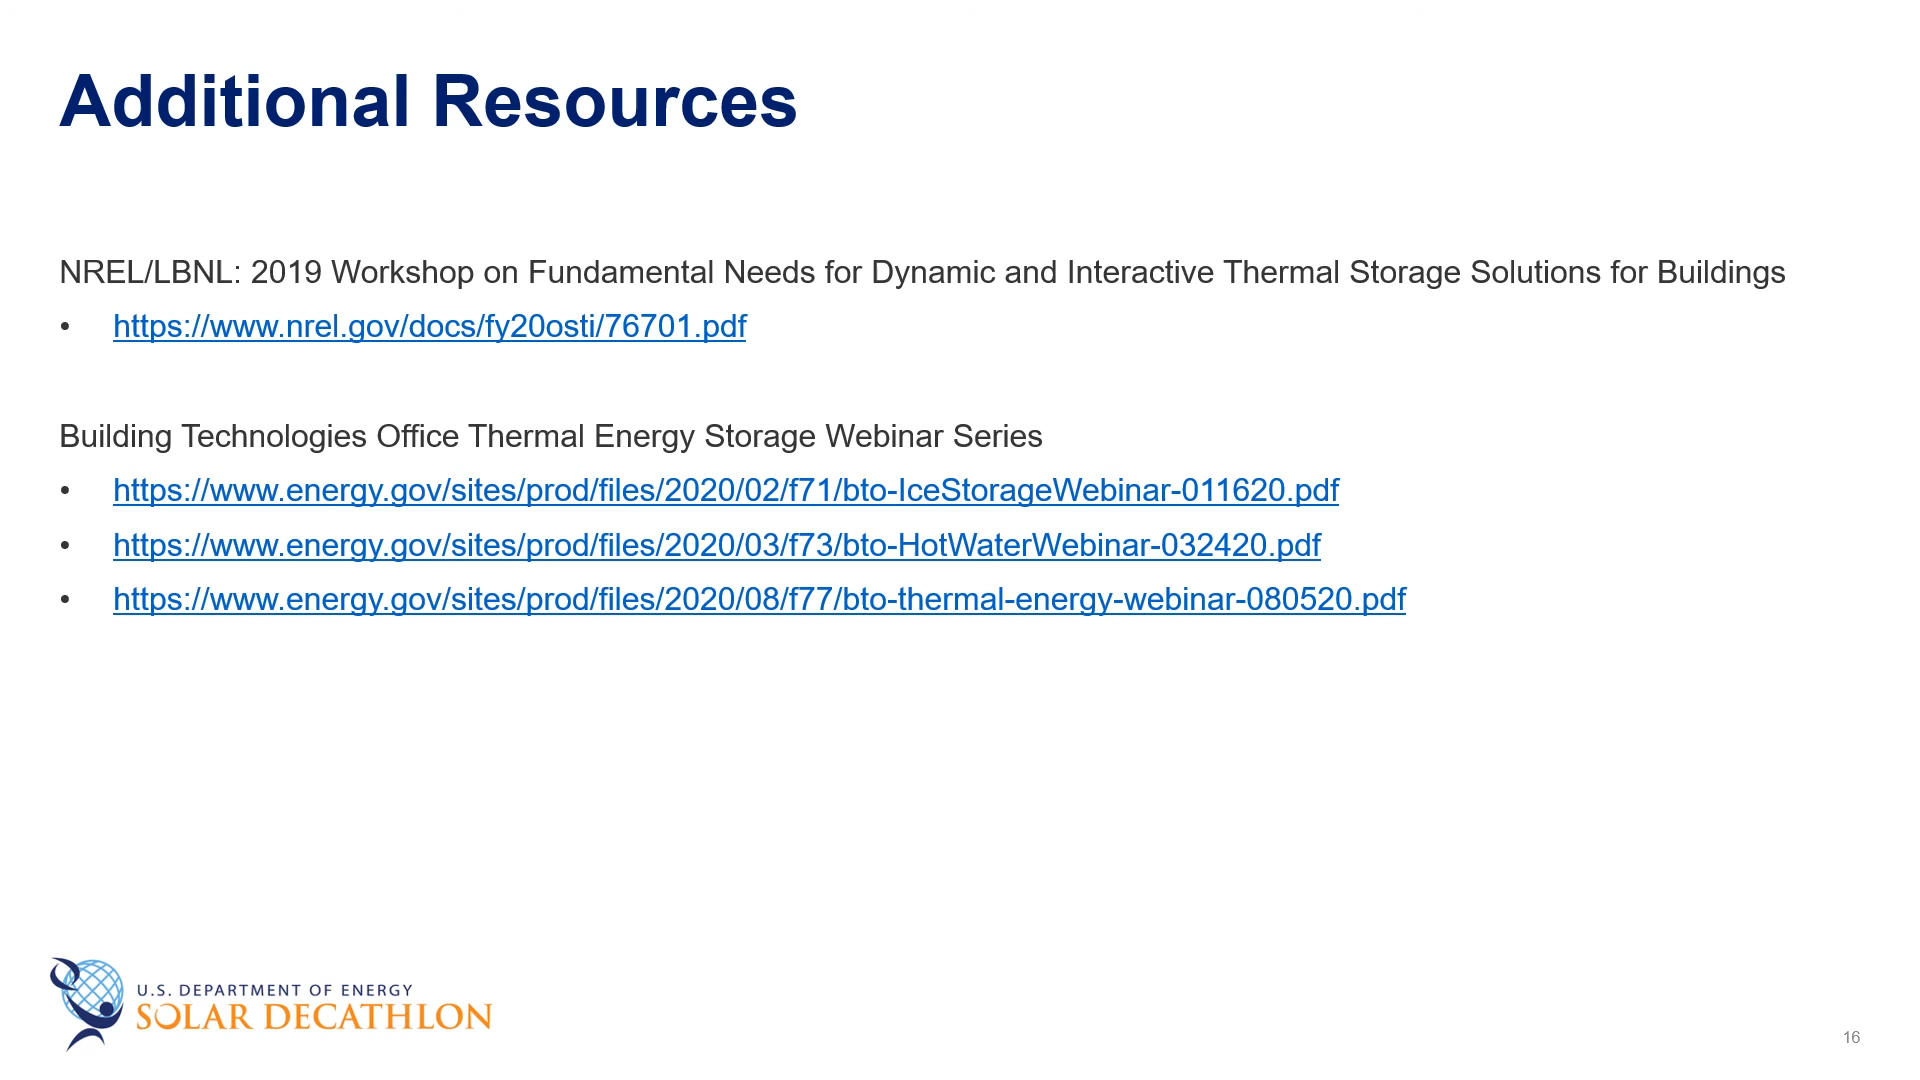 Additional Resources
NREL/LBNL: 2019 Workshop on Fundamental Needs for Dynamic and Interactive Thermal Storage Solutions for Buildings
• https://www.nrel.gov/docs/fy20osti/76701.pdf
Building Technologies Office Thermal Energy Storage Webinar Series
• https://www.energy.gov/sites/prod/files/2020/02/f71/bto-IceStorageWebinar-011620.pdf
• https://www.energy.gov/sites/prod/files/2020/03/f73/bto-HotWaterWebinar-032420.pdf
• https://www.energy.gov/sites/prod/files/2020/08/f77/bto-thermal-energy-webinar-080520.pdf
U.S. DEPARTMENT OF ENERGY
SOLAR DECATHLON
16